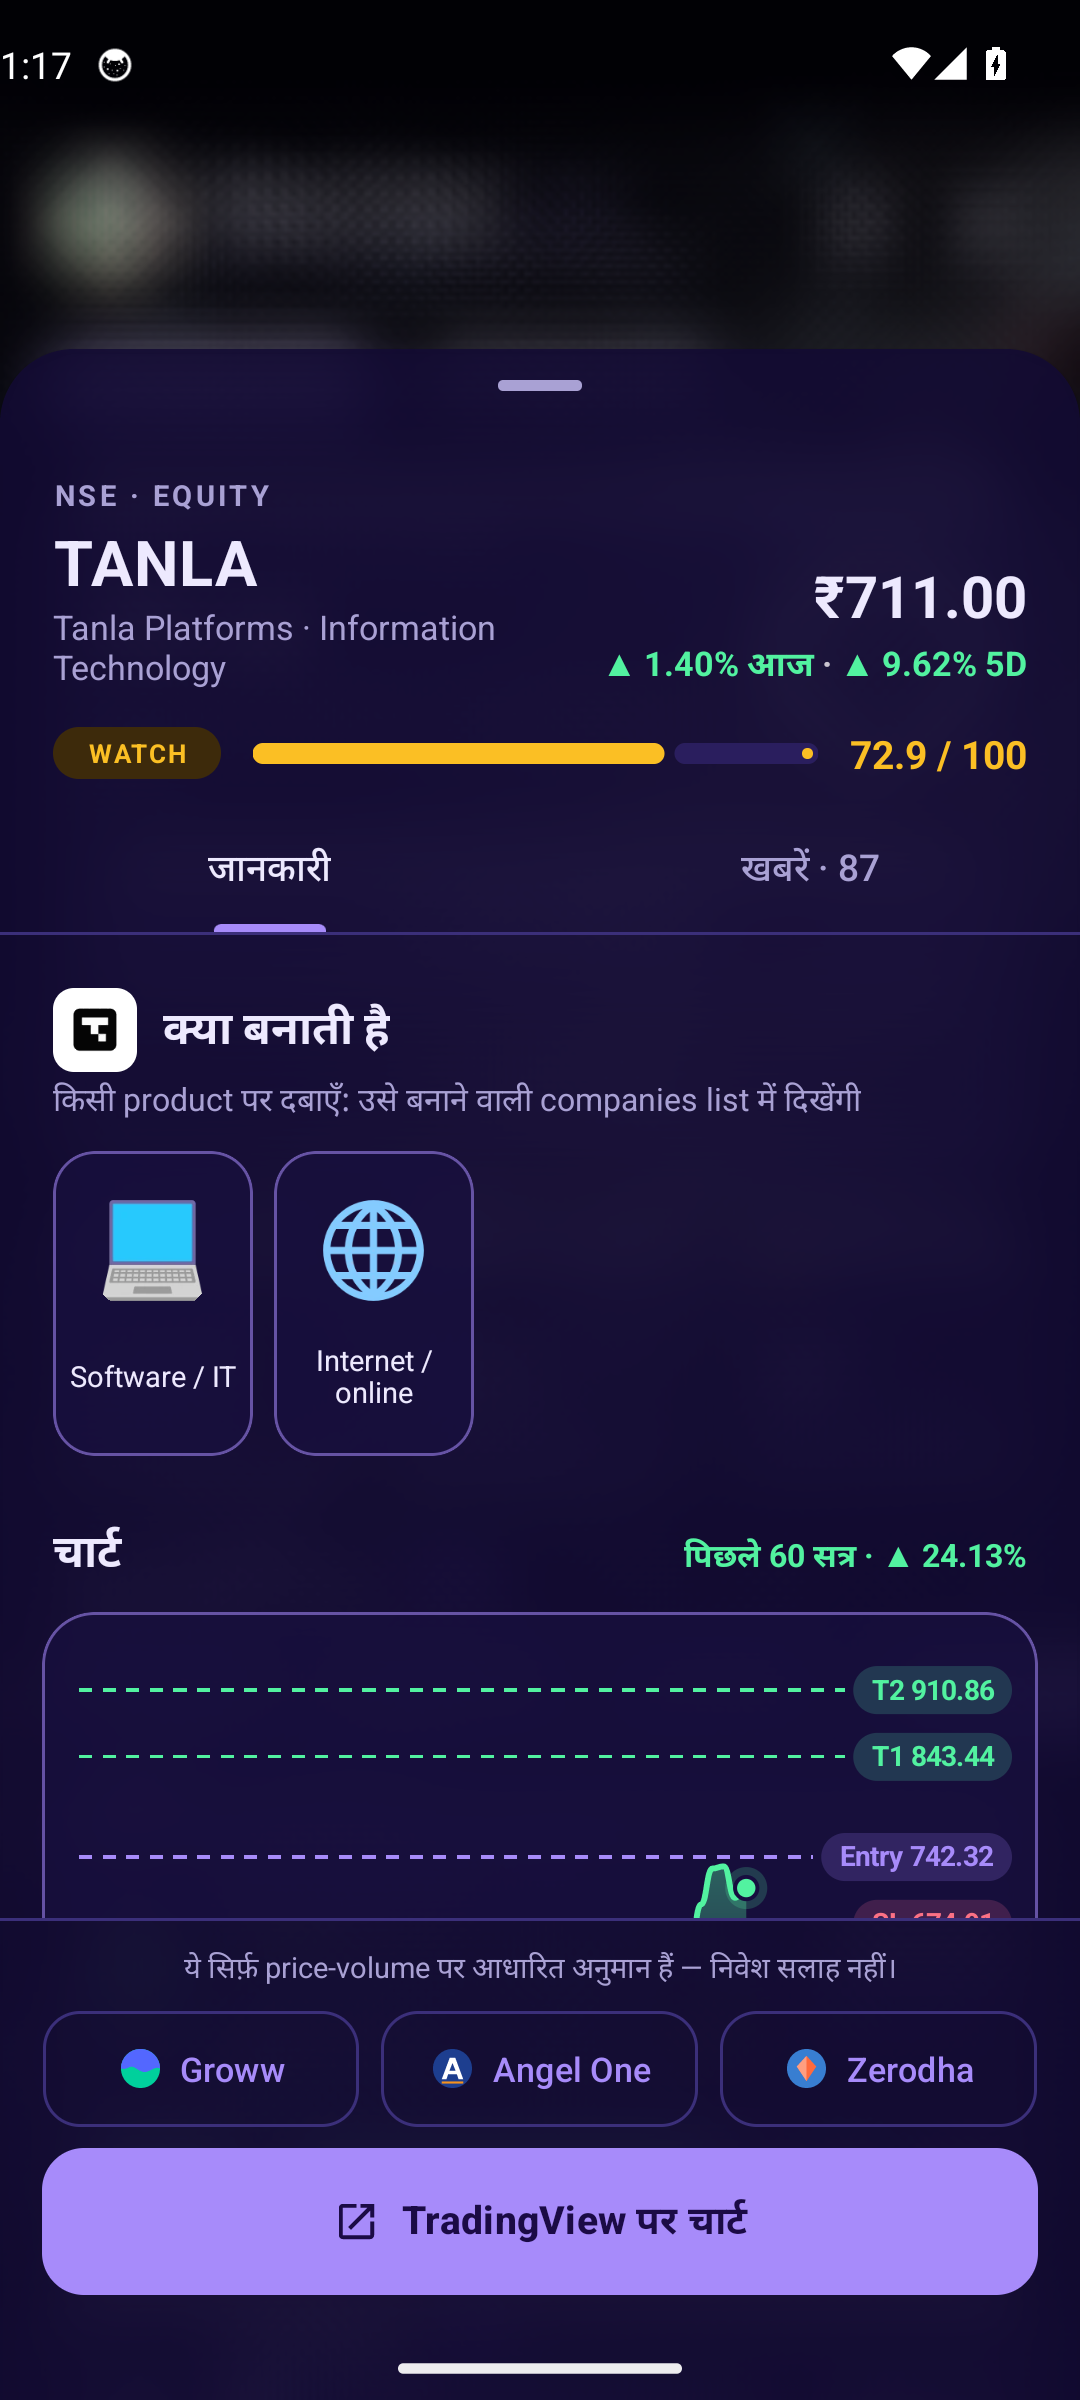 1:17
NSE · EQUITY
TANLA
Tanla Platforms · Information
Technology
₹711.00
▲ 1.40% आज · ▲ 9.62% 5D
WATCH
72.9 / 100
जानकारी
खबरें · 87
क्या बनाती है
किसी product पर दबाएँ: उसे बनाने वाली companies list में दिखेंगी
Software / IT
Internet /
online
चार्ट
पिछले 60 सत्र · ▲ 24.13%
T2 910.86
T1 843.44
Entry 742.32
ये सिर्फ़ price-volume पर आधारित अनुमान हैं — निवेश सलाह नहीं।
Groww
Angel One
Zerodha
TradingView पर चार्ट